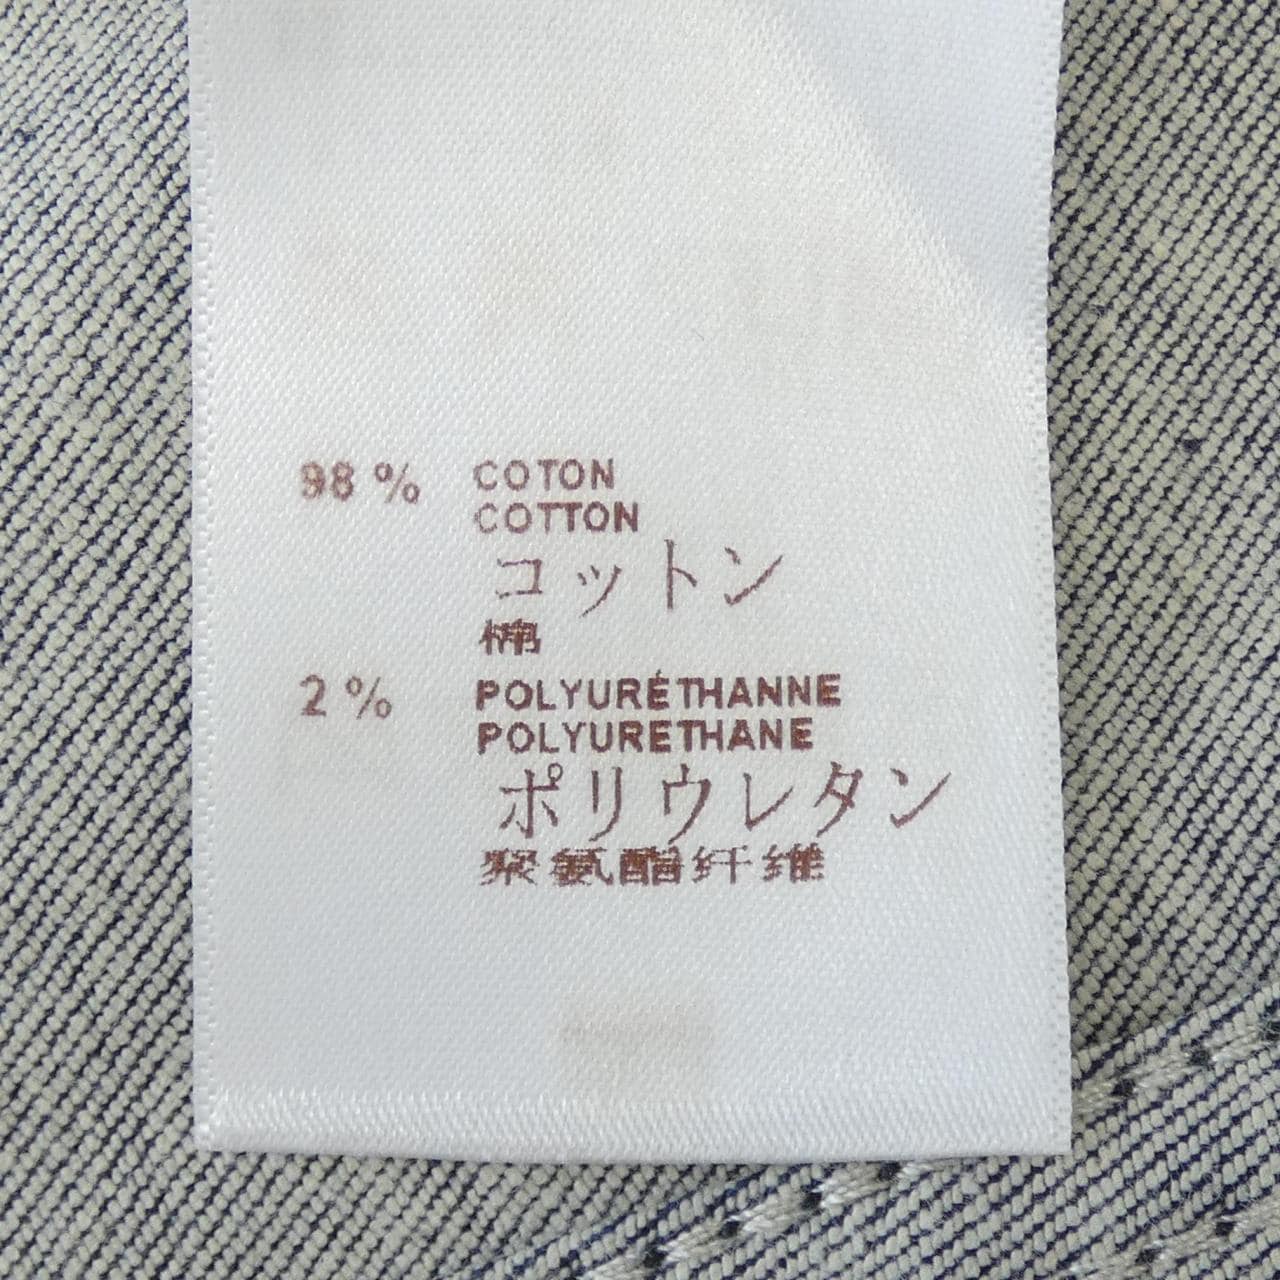 98 % COTON
COTTON
コットン
棉
2 % POLYURÉTHANNE
POLYURETHANE
ポリウレタン
聚氨酯纤维